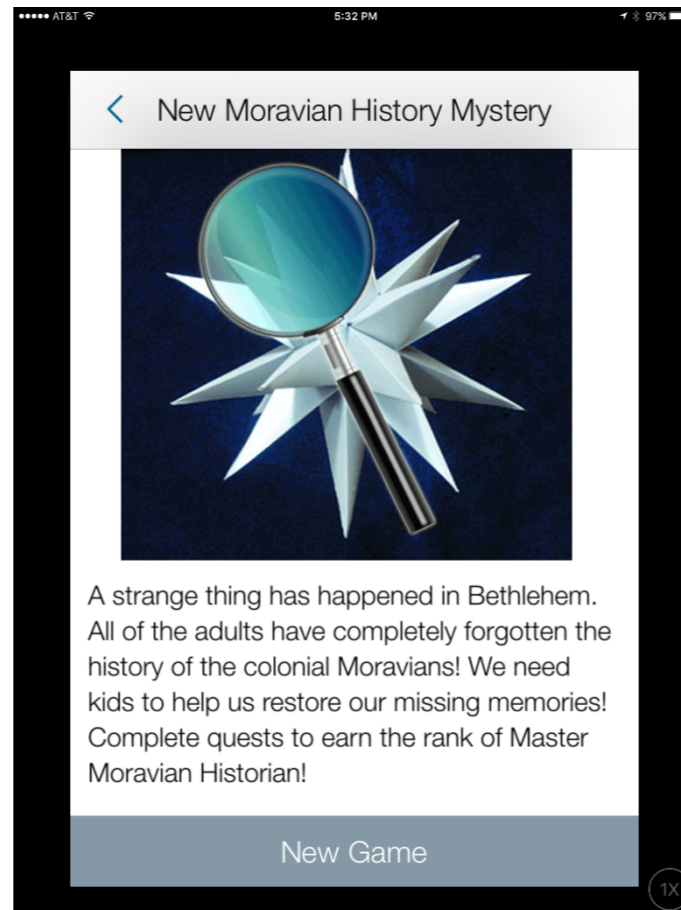 AT&T 5:32 PM 97%
New Moravian History Mystery
A strange thing has happened in Bethlehem.
All of the adults have completely forgotten the
history of the colonial Moravians! We need
kids to help us restore our missing memories!
Complete quests to earn the rank of Master
Moravian Historian!
New Game
1X